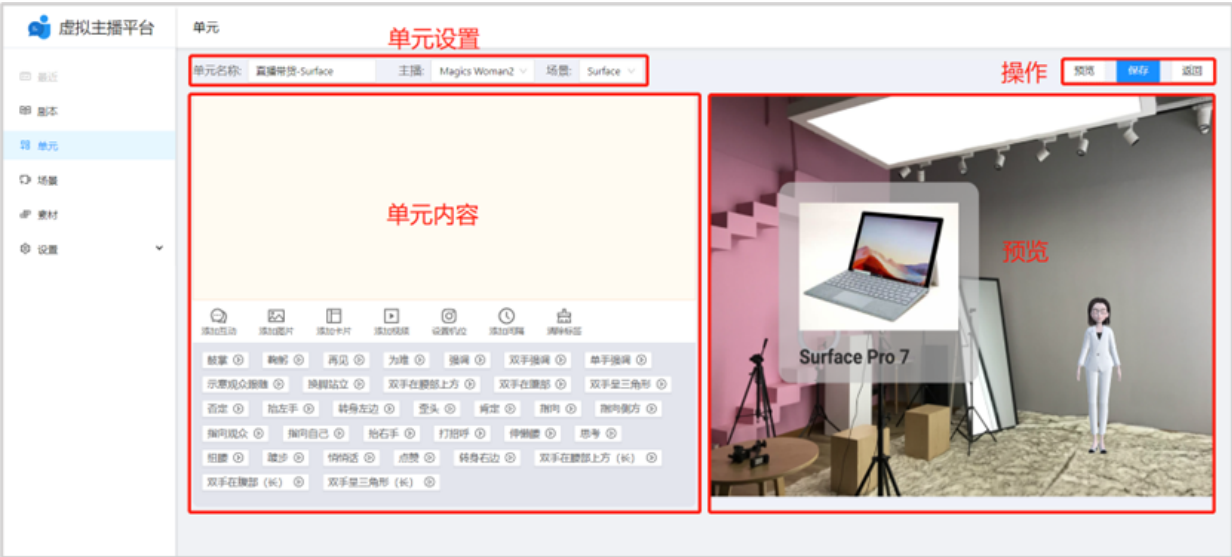 虚拟主播平台
单元
单元设置
单元名称: 直播带货-Surface 主播: Magics Woman2 场景: Surface
操作 预览 保存 返回
最近
剧本
单元
场景
素材
设置
单元内容
预览
Surface Pro 7
添加互动 添加图片 添加卡片 添加视频 设置机位 添加间隔 清除标签
鼓掌 鞠躬 再见 为难 强调 双手强调 单手强调
示意观众跟随 换脚站立 双手在腰部上方 双手在腹部 双手呈三角形
否定 抬左手 转身左边 歪头 肯定 指向 指向侧方
指向观众 指向自己 抬右手 打招呼 伸懒腰 思考
扭腰 踱步 悄悄话 点赞 转身右边 双手在腰部上方 (长)
双手在腹部 (长) 双手呈三角形 (长)